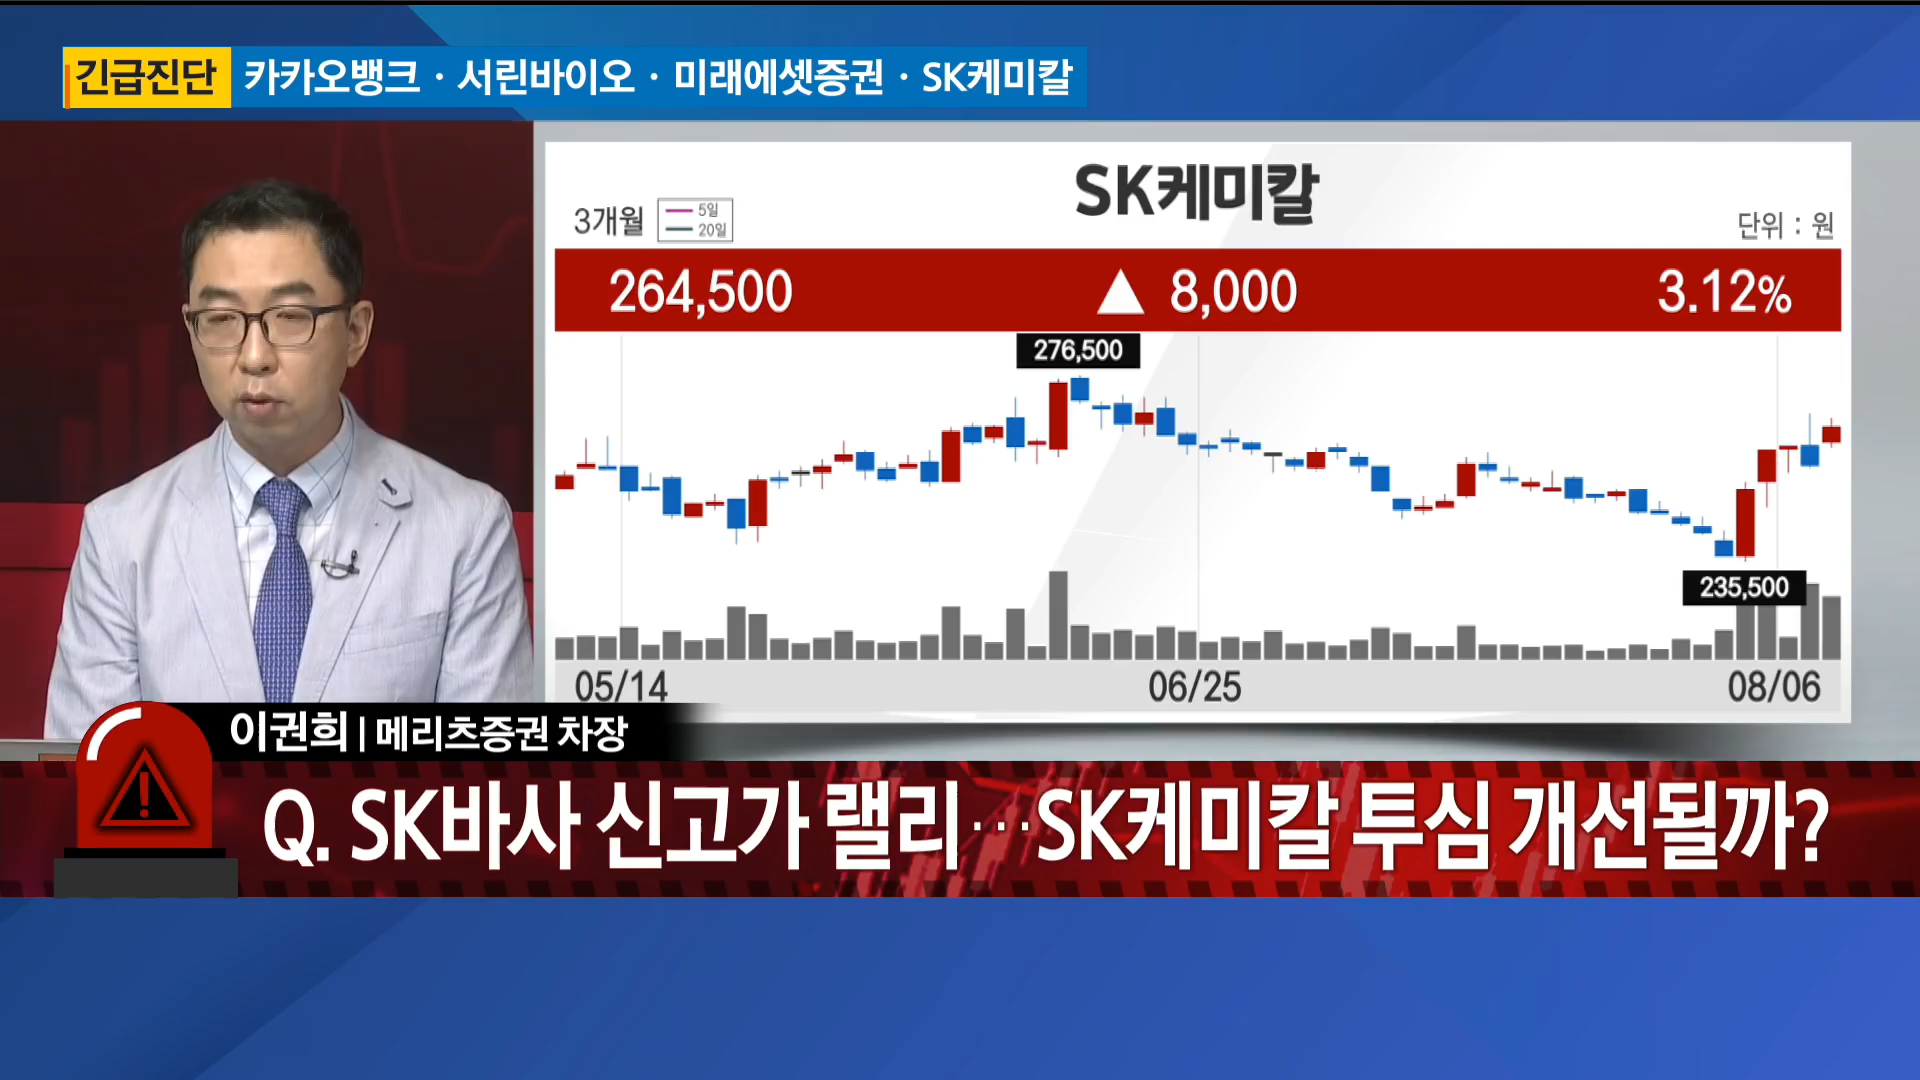 긴급진단 카카오뱅크 · 서린바이오 · 미래에셋증권 · SK케미칼
SK케미칼
3개월
5일
20일
단위 : 원
264,500 ▲ 8,000 3.12%
276,500
235,500
05/14 06/25 08/06
이권희 | 메리츠증권 차장
Q. SK바사 신고가 랠리…SK케미칼 투심 개선될까?